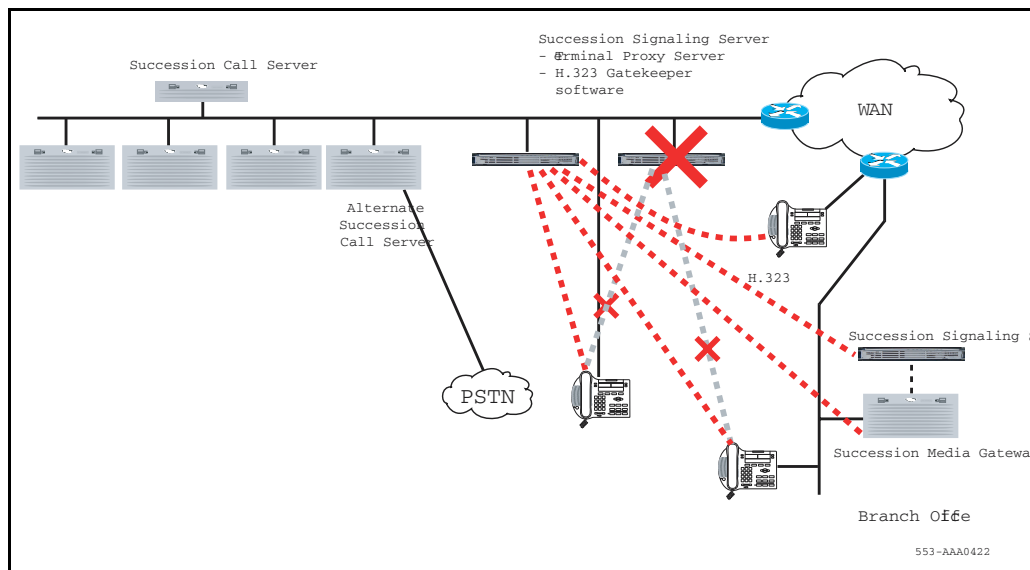 Succession Signaling Server
- Terminal Proxy Server
- H.323 Gatekeeper
software
Succession Call Server
WAN
Alternate
Succession
Call Server
H.323
Succession Signaling S
PSTN
Succession Media Gatewa
Branch Office
553-AAA0422